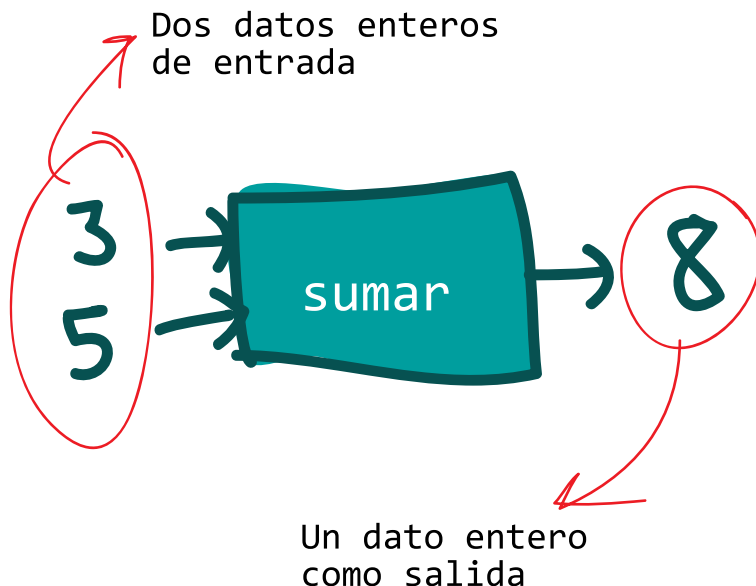 Dos datos enteros
de entrada
3
5
sumar
8
Un dato entero
como salida